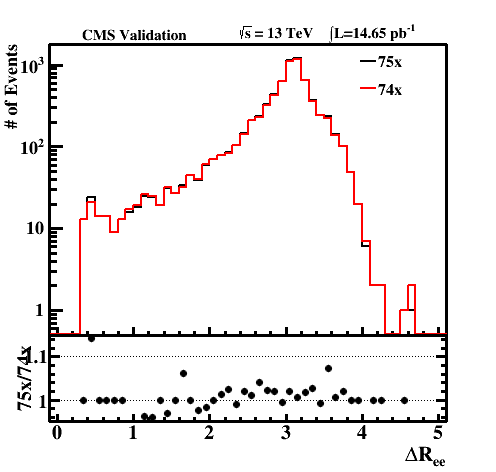 CMS Validation √s = 13 TeV ∫L=14.65 pb⁻¹
# of Events
10³
10²
10
1
75x
74x
75x/74x
1.1
1
0 1 2 3 4 5
ΔRee